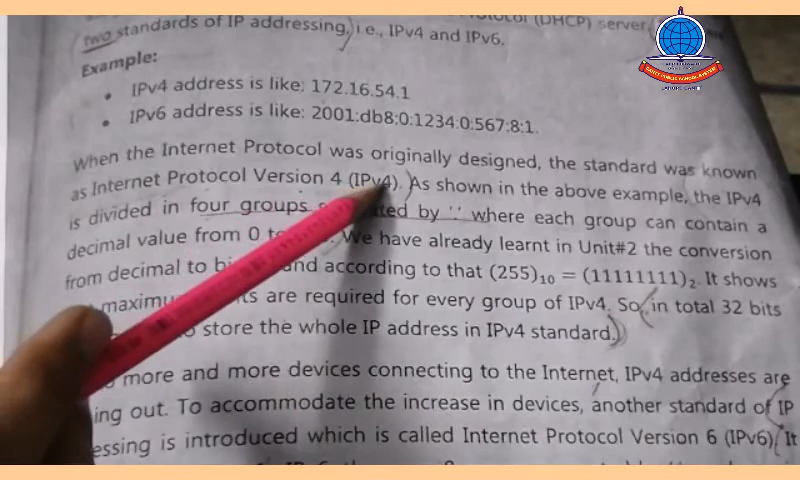 (DHCP) server
two standards of IP addressing, i.e., IPv4 and IPv6.
Example:
• IPv4 address is like: 172.16.54.1
• IPv6 address is like: 2001:db8:0:1234:0:567:8:1.
When the Internet Protocol was originally designed, the standard was known
as Internet Protocol Version 4 (IPv4). As shown in the above example, the IPv4
is divided in four groups by '.' where each group can contain a
decimal value from 0 We have already learnt in Unit#2 the conversion
from decimal to and according to that (255)10 = (11111111)2. It shows
are required for every group of IPv4. So, in total 32 bits
store the whole IP address in IPv4 standard.
more and more devices connecting to the Internet, IPv4 addresses are
out. To accommodate the increase in devices, another standard of IP
is introduced which is called Internet Protocol Version 6 (IPv6). It
LAHORE CANTT